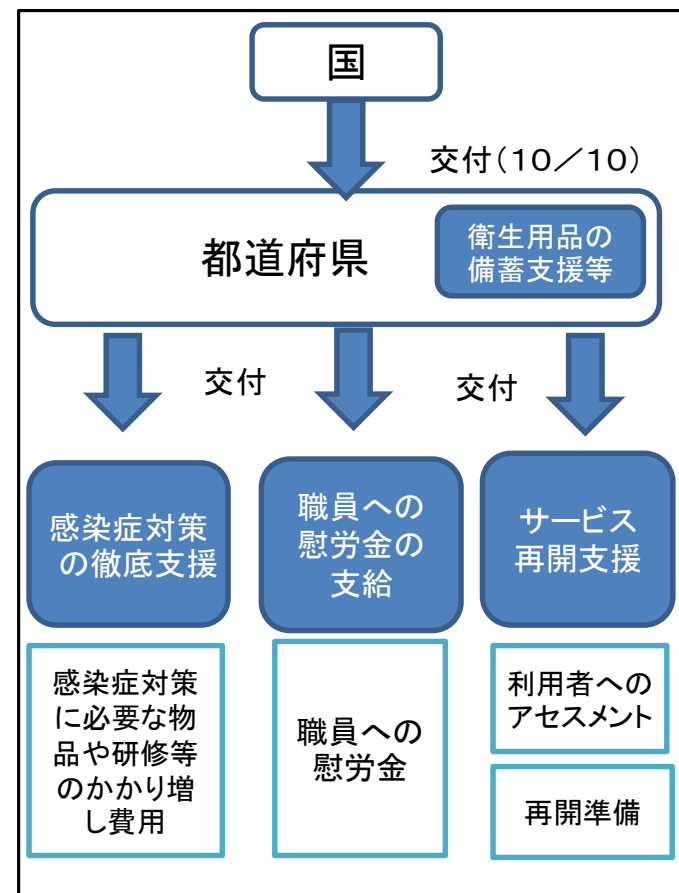 国
交付(10/10)
都道府県
衛生用品の
備蓄支援等
交付
交付
感染症対策
の徹底支援
職員への
慰労金の
支給
サービス
再開支援
感染症対策
に必要な物
品や研修等
のかかり増
し費用
職員への
慰労金
利用者への
アセスメント
再開準備